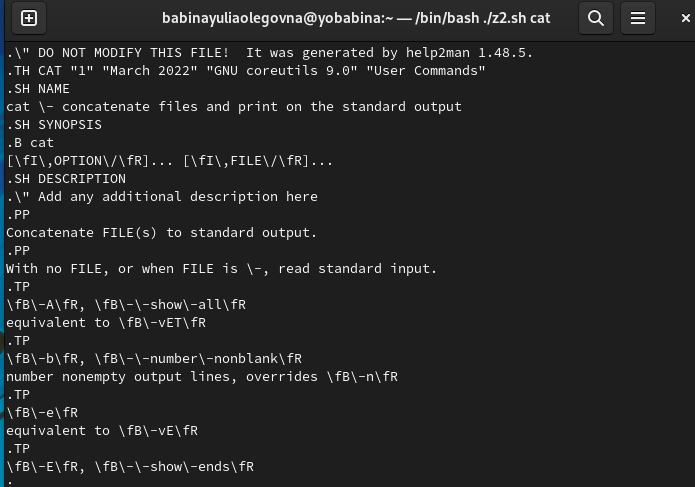 babinayuliaolegovna@yobabina:~ — /bin/bash ./z2.sh cat
.\" DO NOT MODIFY THIS FILE!  It was generated by help2man 1.48.5.
.TH CAT "1" "March 2022" "GNU coreutils 9.0" "User Commands"
.SH NAME
cat \- concatenate files and print on the standard output
.SH SYNOPSIS
.B cat
[\fI\,OPTION\/\fR]... [\fI\,FILE\/\fR]...
.SH DESCRIPTION
.\" Add any additional description here
.PP
Concatenate FILE(s) to standard output.
.PP
With no FILE, or when FILE is \-, read standard input.
.TP
\fB\-A\fR, \fB\-\-show\-all\fR
equivalent to \fB\-vET\fR
.TP
\fB\-b\fR, \fB\-\-number\-nonblank\fR
number nonempty output lines, overrides \fB\-n\fR
.TP
\fB\-e\fR
equivalent to \fB\-vE\fR
.TP
\fB\-E\fR, \fB\-\-show\-ends\fR
: